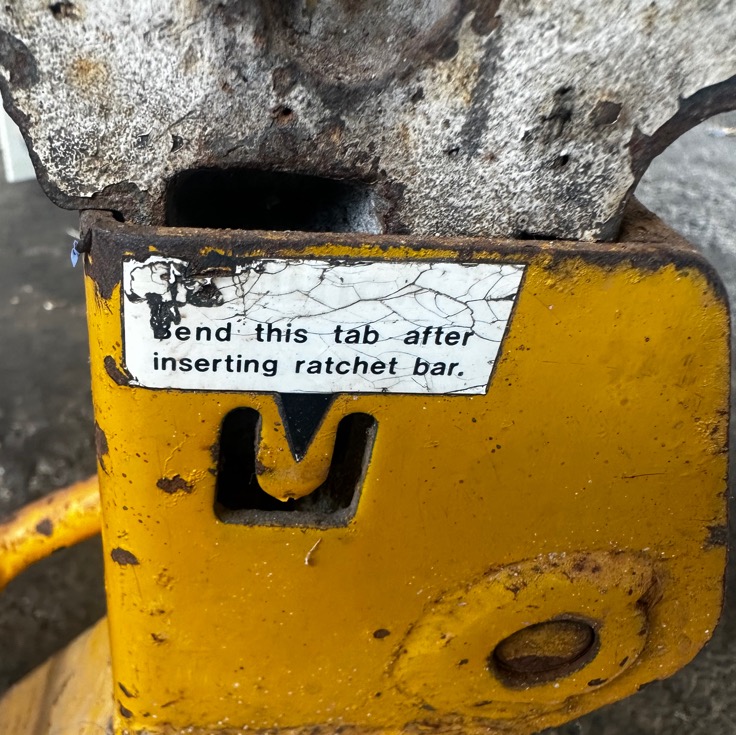 Bend this tab after
inserting ratchet bar.